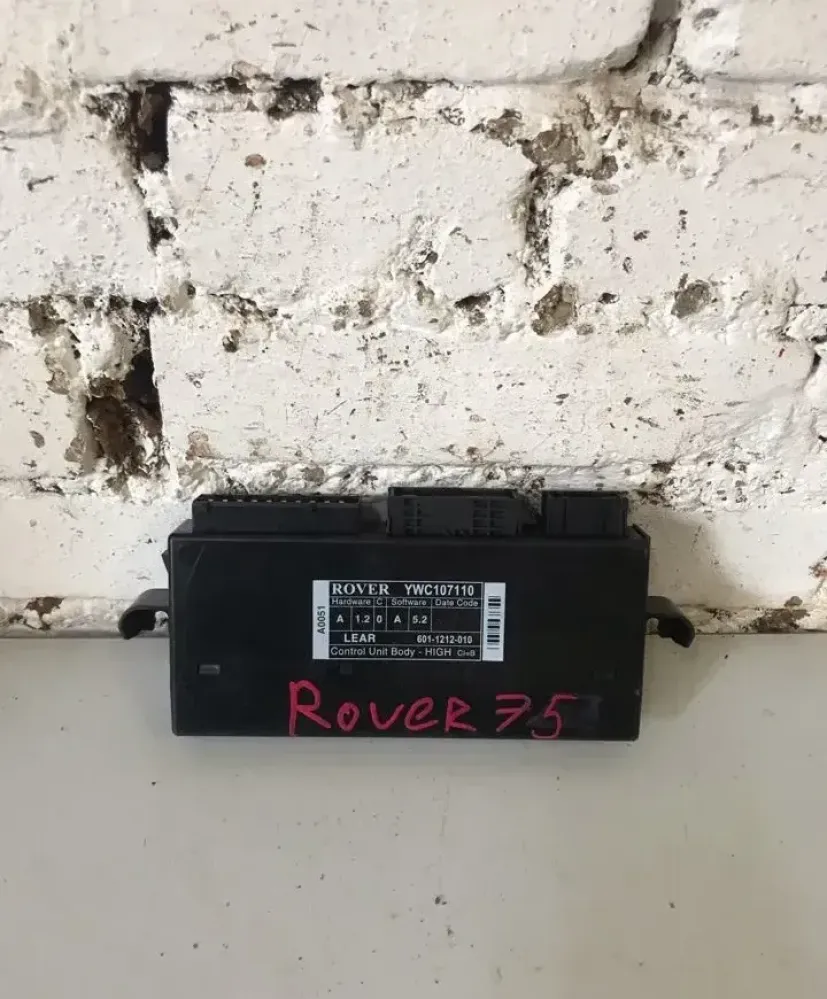 A0051
ROVER YWC107110
Hardware C Software Date Code
A 1.2 0 A 5.2
LEAR 601-1212-010
Control Unit Body - HIGH
Rover 75